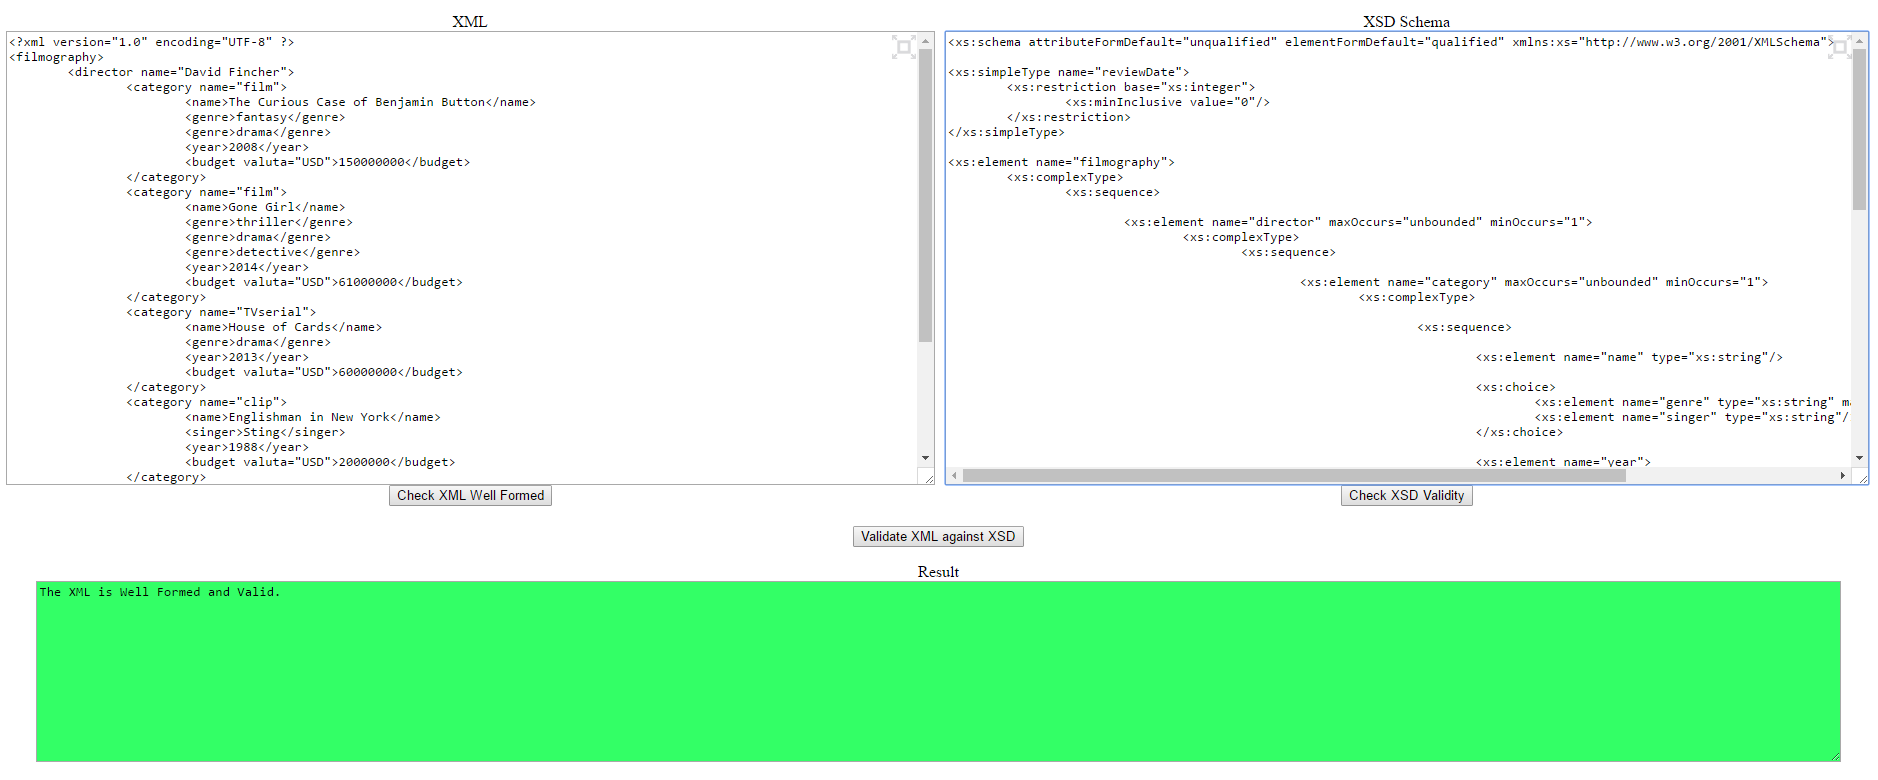 XML
<?xml version="1.0" encoding="UTF-8" ?>
<filmography>
<director name="David Fincher">
<category name="film">
<name>The Curious Case of Benjamin Button</name>
<genre>fantasy</genre>
<genre>drama</genre>
<year>2008</year>
<budget valuta="USD">150000000</budget>
</category>
<category name="film">
<name>Gone Girl</name>
<genre>thriller</genre>
<genre>drama</genre>
<genre>detective</genre>
<year>2014</year>
<budget valuta="USD">61000000</budget>
</category>
<category name="TVserial">
<name>House of Cards</name>
<genre>drama</genre>
<year>2013</year>
<budget valuta="USD">60000000</budget>
</category>
<category name="clip">
<name>Englishman in New York</name>
<singer>Sting</singer>
<year>1988</year>
<budget valuta="USD">2000000</budget>
</category>
Check XML Well Formed
XSD Schema
<xs:schema attributeFormDefault="unqualified" elementFormDefault="qualified" xmlns:xs="http://www.w3.org/2001/XMLSchema">
<xs:simpleType name="reviewDate">
<xs:restriction base="xs:integer">
<xs:minInclusive value="0"/>
</xs:restriction>
</xs:simpleType>
<xs:element name="filmography">
<xs:complexType>
<xs:sequence>
<xs:element name="director" maxOccurs="unbounded" minOccurs="1">
<xs:complexType>
<xs:sequence>
<xs:element name="category" maxOccurs="unbounded" minOccurs="1">
<xs:complexType>
<xs:sequence>
<xs:element name="name" type="xs:string"/>
<xs:choice>
<xs:element name="genre" type="xs:string"
<xs:element name="singer" type="xs:string"/
</xs:choice>
<xs:element name="year">
Check XSD Validity
Validate XML against XSD
Result
The XML is Well Formed and Valid.